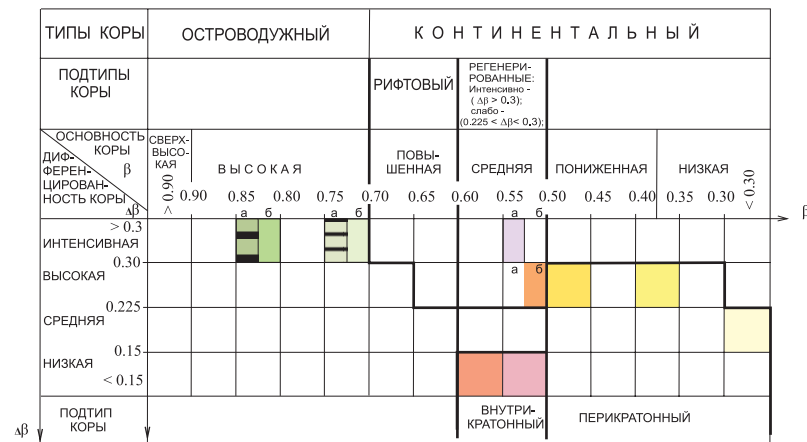 ТИПЫ КОРЫ
ОСТРОВОДУЖНЫЙ
КОНТИНЕНТАЛЬНЫЙ
ПОДТИПЫ
КОРЫ
РИФТОВЫЙ
РЕГЕНЕРИ-
РОВАННЫЕ:
Интенсивно -
( Δβ > 0.3);
слабо -
(0.225 < Δβ< 0.3);
ОСНОВНОСТЬ
КОРЫ
β
ДИФ-
ФЕРЕН-
ЦИРОВАН-
НОСТЬ КОРЫ
Δβ
СВЕРХ-
ВЫСО-
КАЯ
ВЫСОКАЯ
ПОВЫ-
ШЕННАЯ
СРЕДНЯЯ
ПОНИЖЕННАЯ
НИЗКАЯ
> 0.90
0.90 0.85 0.80 0.75 0.70 0.65 0.60 0.55 0.50 0.45 0.40 0.35 0.30
< 0.30
β
а б а б а б
> 0.3
ИНТЕНСИВНАЯ
0.30
а б
ВЫСОКАЯ
0.225
СРЕДНЯЯ
0.15
НИЗКАЯ
< 0.15
Δβ
ПОДТИП
КОРЫ
ВНУТРИ-
КРАТОННЫЙ
ПЕРИКРАТОННЫЙ